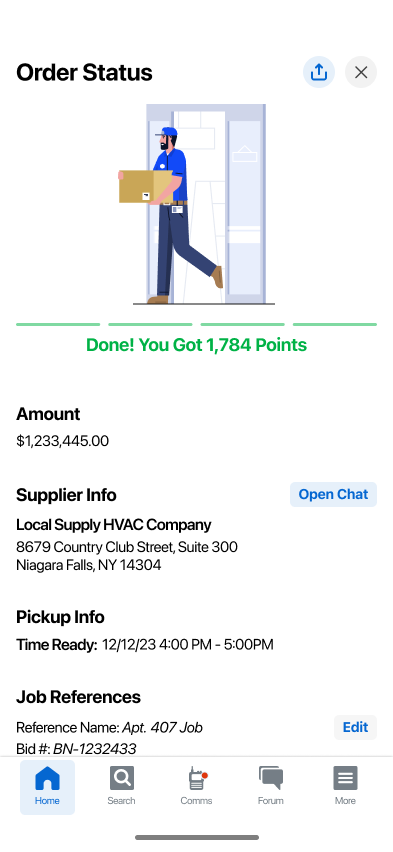 Order Status
Done! You Got 1,784 Points
Amount
$1,233,445.00
Supplier Info
Open Chat
Local Supply HVAC Company
8679 Country Club Street, Suite 300
Niagara Falls, NY 14304
Pickup Info
Time Ready: 12/12/23 4:00 PM - 5:00PM
Job References
Reference Name: Apt. 407 Job
Edit
Bid #: BN-1232433
Home
Search
Comms
Forum
More